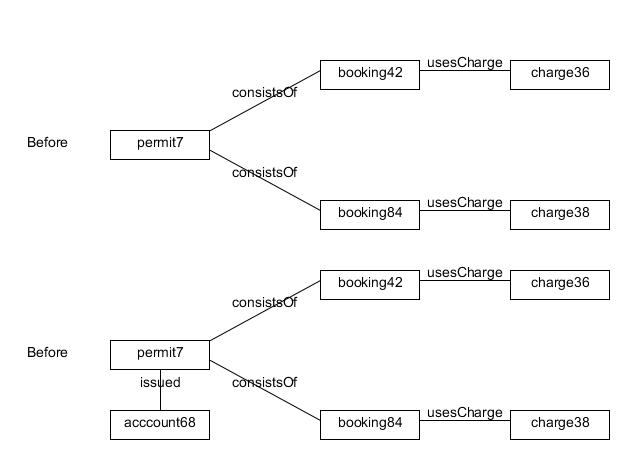 booking42 usesCharge charge36
consistsOf
Before permit7
consistsOf
booking84 usesCharge charge38
booking42 usesCharge charge36
consistsOf
Before permit7
issued consistsOf
acccount68 booking84 usesCharge charge38